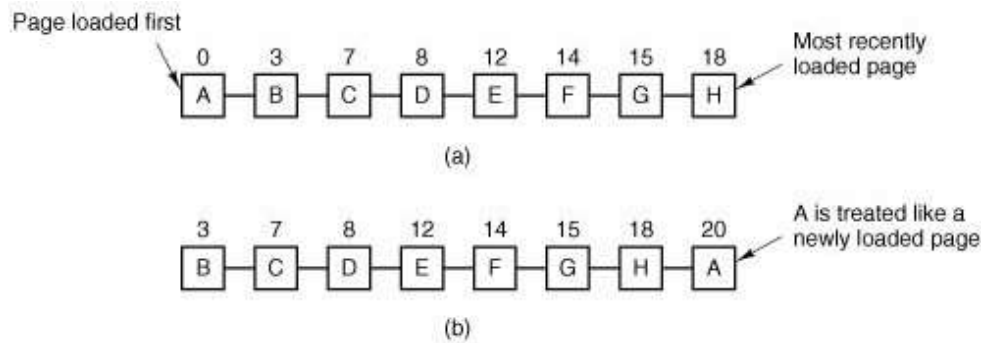 Page loaded first
0 3 7 8 12 14 15 18
Most recently
loaded page
A B C D E F G H
(a)
3 7 8 12 14 15 18 20
A is treated like a
newly loaded page
B C D E F G H A
(b)